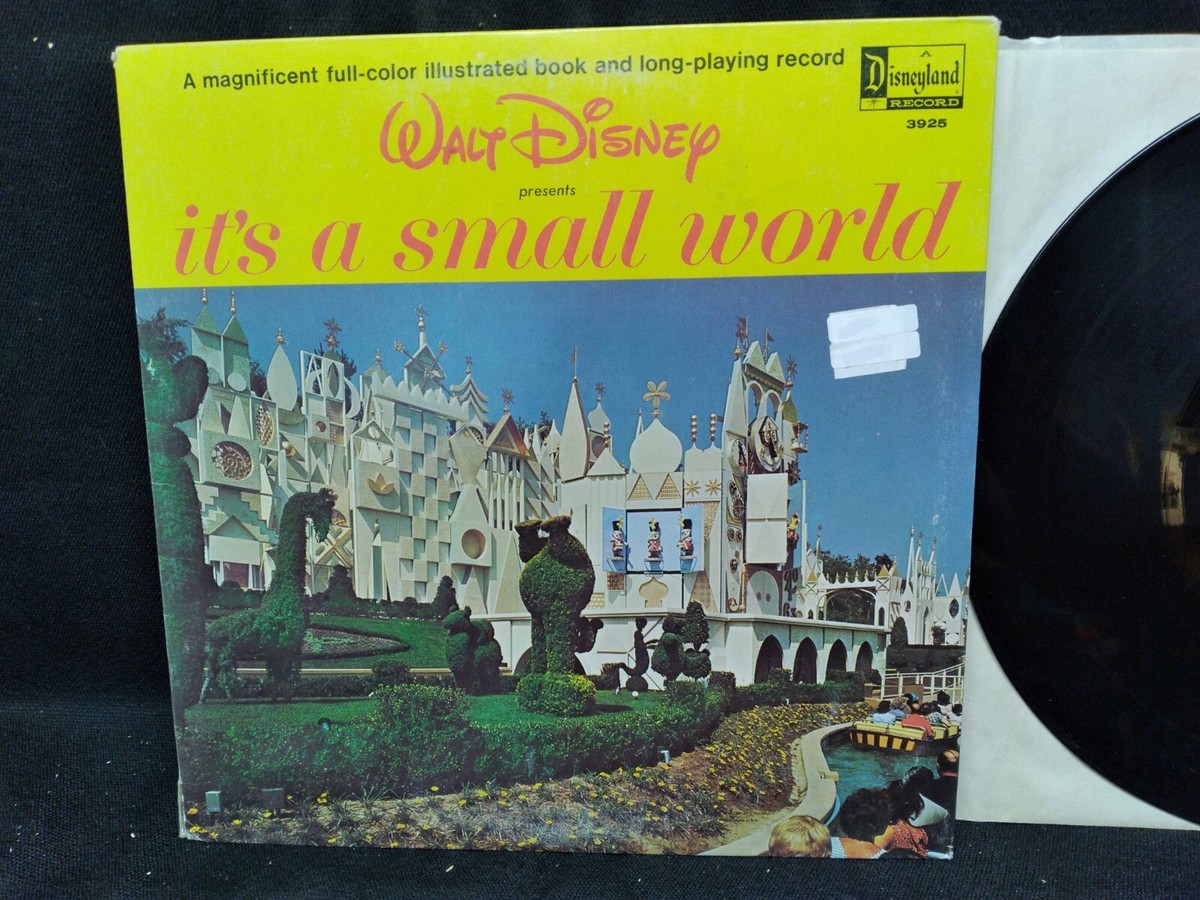 A magnificent full-color illustrated book and long-playing record
A
Disneyland
RECORD
3925
WALT DISNEY
presents
it's a small world